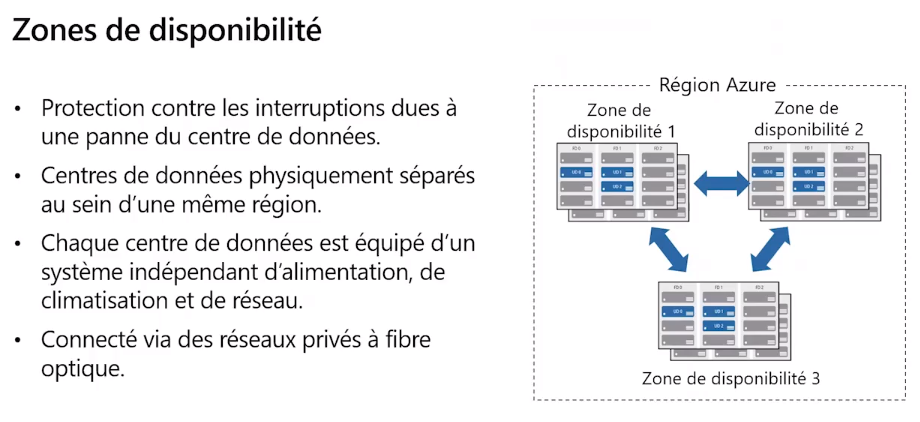 Zones de disponibilité
• Protection contre les interruptions dues à
une panne du centre de données.
• Centres de données physiquement séparés
au sein d'une même région.
• Chaque centre de données est équipé d'un
système indépendant d'alimentation, de
climatisation et de réseau.
• Connecté via des réseaux privés à fibre
optique.
Région Azure
Zone de
disponibilité 1
FD 0 FD 1 FD 2
UD 0 UD 1
UD 2
Zone de
disponibilité 2
FD 0 FD 1 FD 2
UD 0 UD 1
UD 2
FD 0 FD 1 FD 2
UD 0 UD 1
UD 2
Zone de disponibilité 3